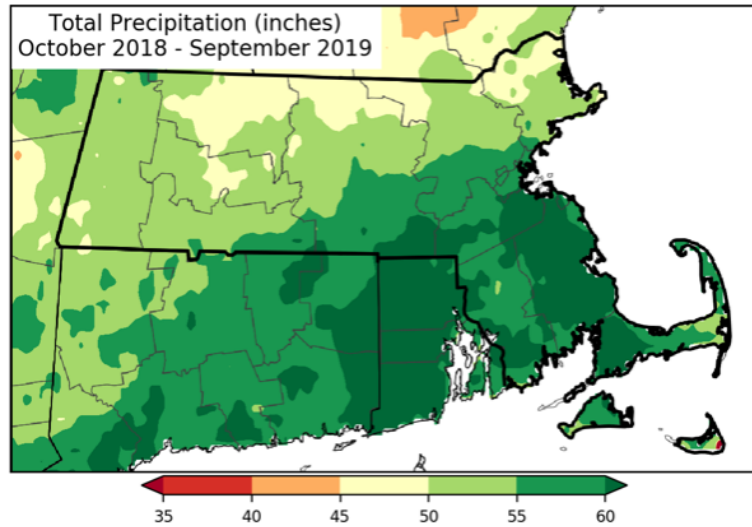 Total Precipitation (inches)
October 2018 - September 2019
35 40 45 50 55 60